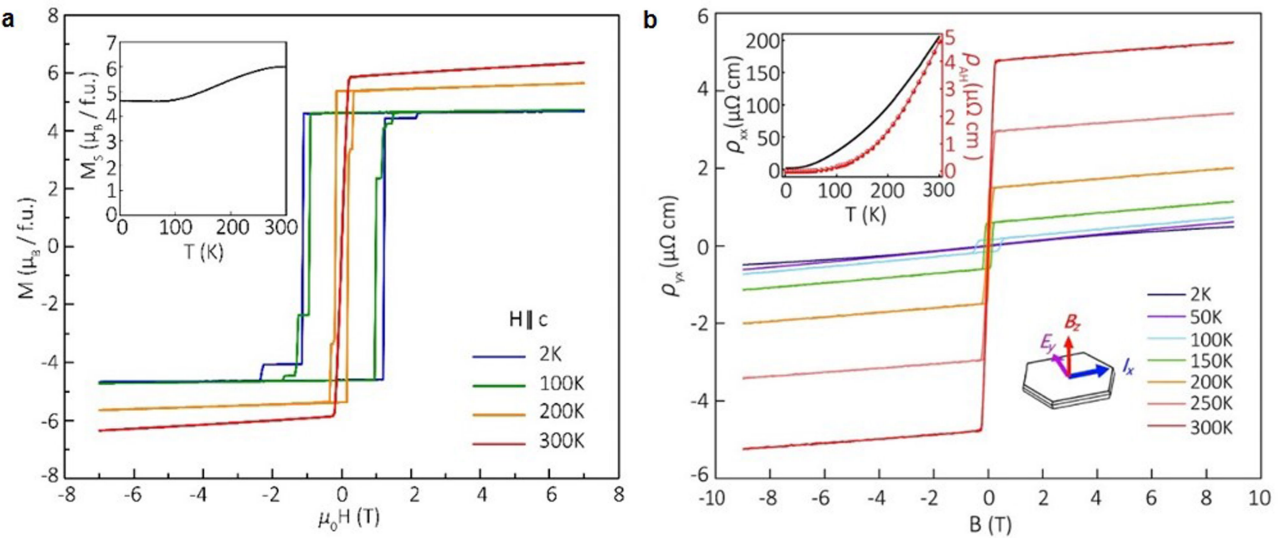 a
8
6
4
2
0
-2
-4
-6
-8
M (μB / f.u.)
-8
-6
-4
-2
0
2
4
6
8
μ0H (T)
7
6
5
4
3
2
1
0
MS (μB / f.u.)
0
100
200
300
T (K)
H ∥ c
2K
100K
200K
300K
b
6
4
2
0
-2
-4
-6
ρyx (μΩ cm)
-10
-8
-6
-4
-2
0
2
4
6
8
10
B (T)
200
150
100
50
0
ρxx (μΩ cm)
5
4
3
2
1
0
ρAH (μΩ cm)
0
100
200
300
T (K)
Bz
Ey
Ix
2K
50K
100K
150K
200K
250K
300K